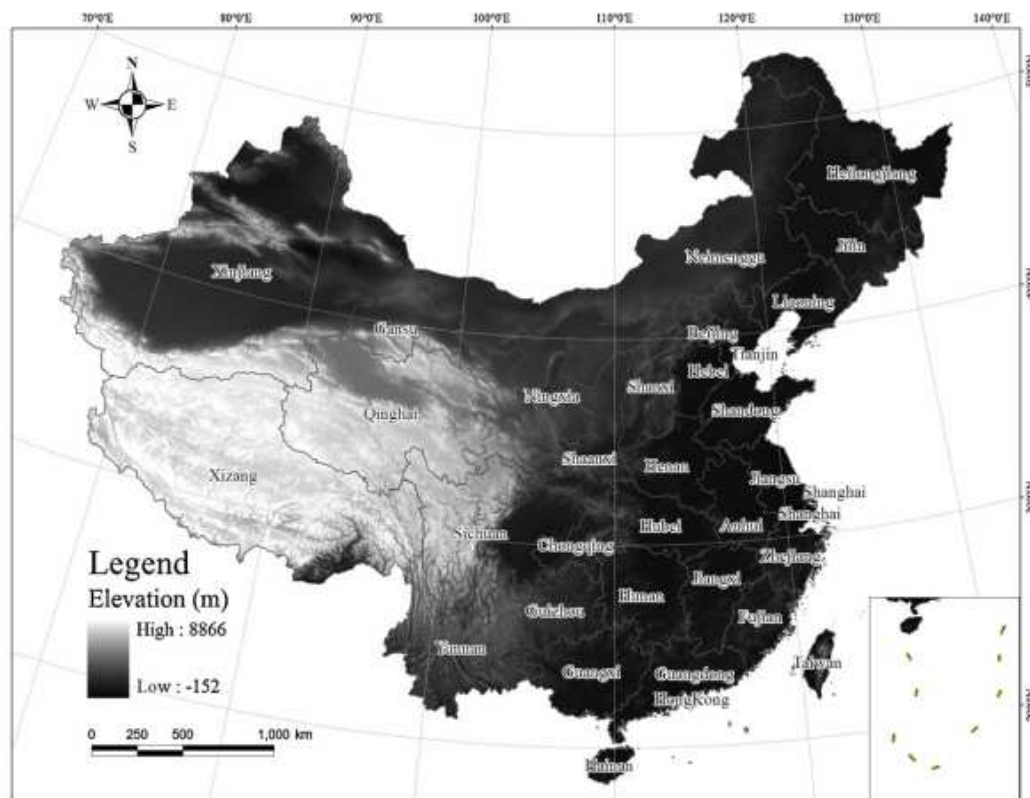 70°0'E 80°0'E 90°0'E 100°0'E 110°0'E 120°0'E 130°0'E 140°0'E
N
W E
S
Heilongjiang
Jilin
Xinjiang
Neimenggu
Liaoning
Gansu
Beijing
Tianjin
Hebei
Shanxi
Ningxia
Qinghai
Shandong
Shaanxi
Henan
Xizang
Jiangsu
Shanghai
Shanghai
Hubei
Anhui
Sichuan
Chongqing
Zhejiang
Jiangxi
Hunan
Guizhou
Fujian
Yunnan
Taiwan
Guangxi
Guangdong
HongKong
Hainan
Legend
Elevation (m)
High : 8866
Low : -152
0 250 500 1,000 km